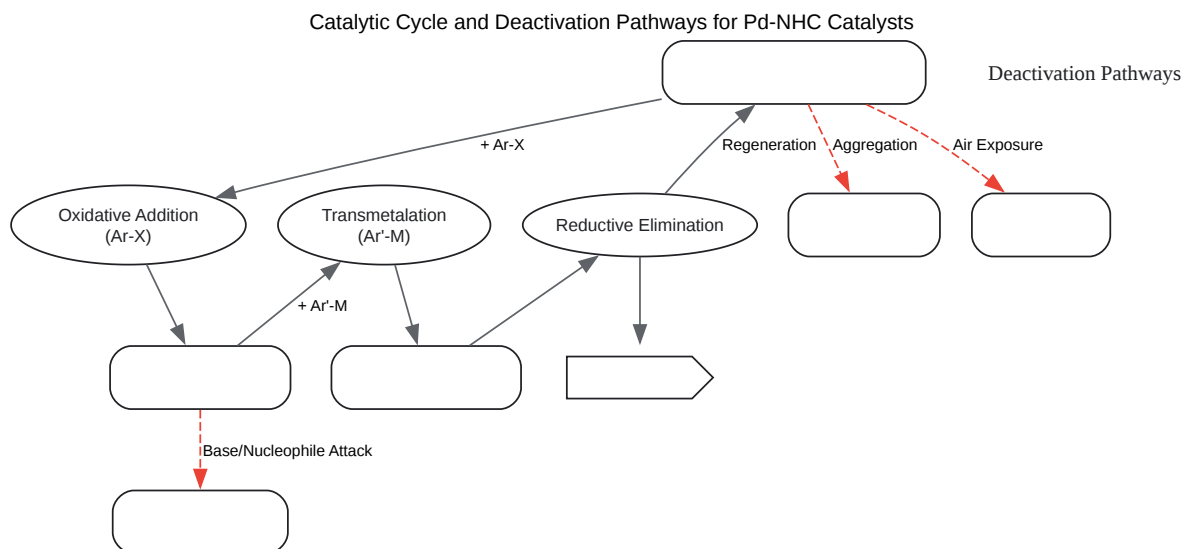 Catalytic Cycle and Deactivation Pathways for Pd-NHC Catalysts
Deactivation Pathways
+ Ar-X
Regeneration
Aggregation
Air Exposure
Oxidative Addition
(Ar-X)
Transmetalation
(Ar'-M)
Reductive Elimination
+ Ar'-M
Base/Nucleophile Attack